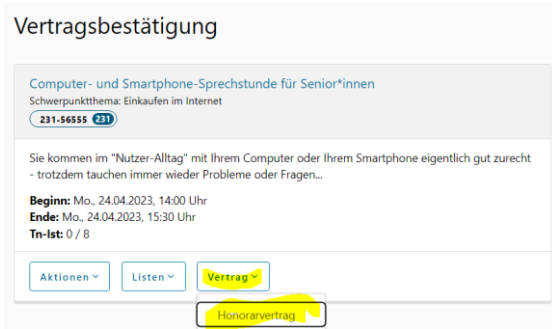 Vertragsbestätigung
Computer- und Smartphone-Sprechstunde für Senior*innen
Schwerpunktthema: Einkaufen im Internet
231-56555 231
Sie kommen im "Nutzer-Alltag" mit Ihrem Computer oder Ihrem Smartphone eigentlich gut zurecht
- trotzdem tauchen immer wieder Probleme oder Fragen...
Beginn: Mo., 24.04.2023, 14:00 Uhr
Ende: Mo., 24.04.2023, 15:30 Uhr
Tn-Ist: 0 / 8
Aktionen Listen Vertrag
Honorarvertrag